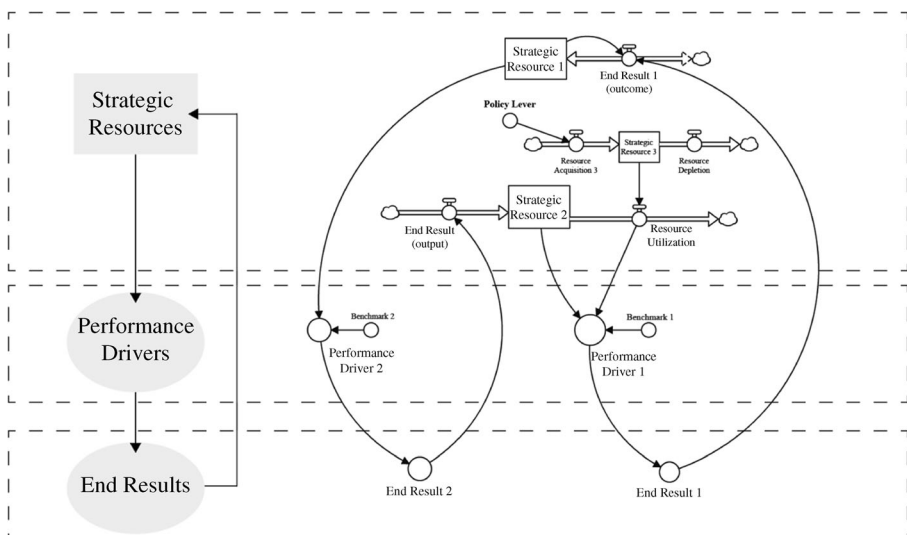 Strategic
Resources
Performance
Drivers
End Results
Strategic
Resource 1
End Result 1
(outcome)
Policy Lever
Resource
Acqusition 3
Strategic
Resource 3
Resource
Depletion
End Result
(output)
Strategic
Resource 2
Resource
Utilization
Benchmark 2
Performance
Driver 2
Benchmark 1
Performance
Driver 1
End Result 2
End Result 1